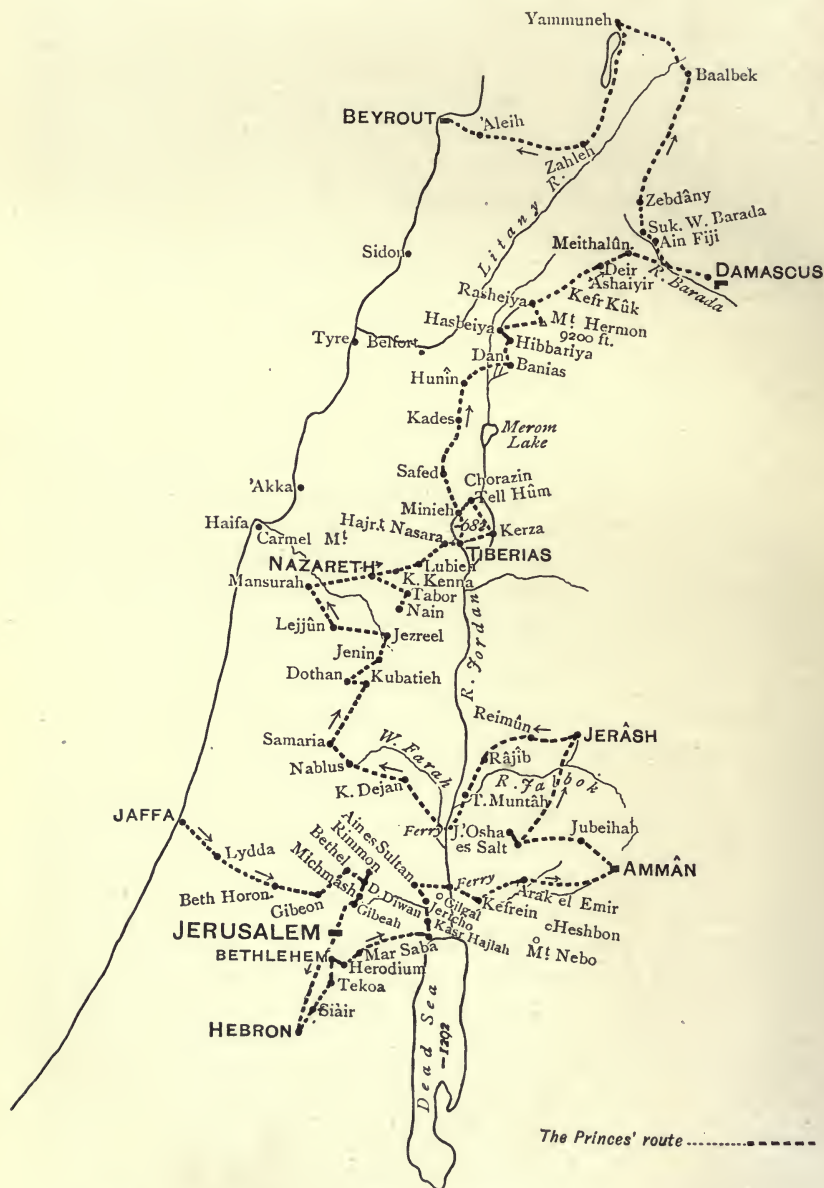 Yammuneh
Baalbek
BEYROUT
'Aleih
Zahleh
Litany R.
Zebdâny
Suk. W. Barada
Ain Fiji
Sidon
Meithalûn
DAMASCUS
Deir
'Ashaiyir
R. Barada
Rasheiya
Kefr Kûk
Hasbeiya
Mt Hermon
9200 ft.
Tyre
Belfort
Hibbariya
Dan
Banias
Hunîn
Kades
Merom
Lake
Safed
Chorazin
Tell Hûm
'Akka
Minieh
-682
Haifa
Hajr.t Nasara
Kerza
Carmel Mt
TIBERIAS
NAZARETH
Lubieh
K. Kenna
Mansurah
Tabor
Nain
Lejjûn
Jezreel
R. Jordan
Jenin
Dothan
Kubatieh
Reimûn
JERÂSH
Samaria
W. Farah
Râjîb
Nablus
R. Jabbok
K. Dejan
T. Muntâh
JAFFA
Ferry
J. 'Osha
es Salt
Jubeihah
Lydda
Ain es Sultan
Rimmon
Bethel
Michmash
Ferry
AMMÂN
Beth Horon
D. Diwan
Gilgal
Arak el Emir
Gibeon
Jericho
Kefrein
Gibeah
Kasr Hajlah
Heshbon
JERUSALEM
Mt Nebo
BETHLEHEM
Mar Saba
Herodium
Tekoa
Siàir
HEBRON
Dead Sea
-1292
The Princes' route